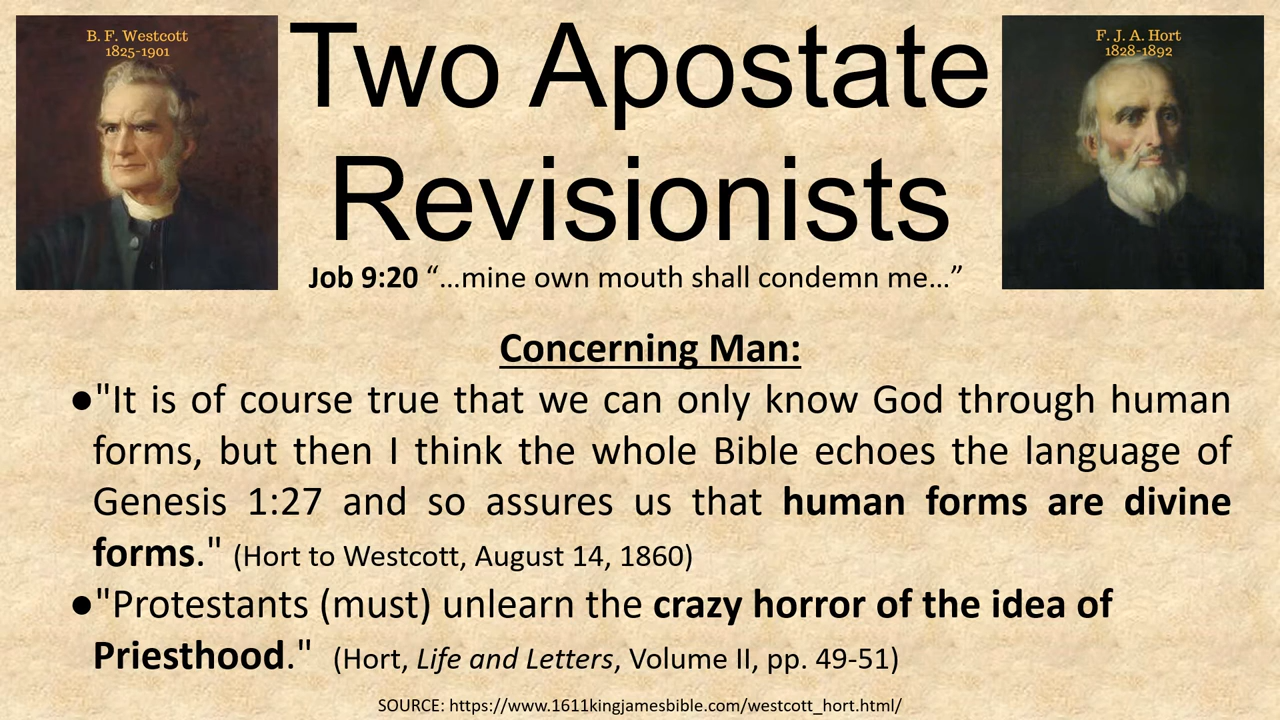 B. F. Westcott
1825-1901
Two Apostate
Revisionists
F. J. A. Hort
1828-1892
Job 9:20 “...mine own mouth shall condemn me...”
Concerning Man:
●"It is of course true that we can only know God through human
forms, but then I think the whole Bible echoes the language of
Genesis 1:27 and so assures us that human forms are divine
forms." (Hort to Westcott, August 14, 1860)
●"Protestants (must) unlearn the crazy horror of the idea of
Priesthood." (Hort, Life and Letters, Volume II, pp. 49-51)
SOURCE: https://www.1611kingjamesbible.com/westcott_hort.html/